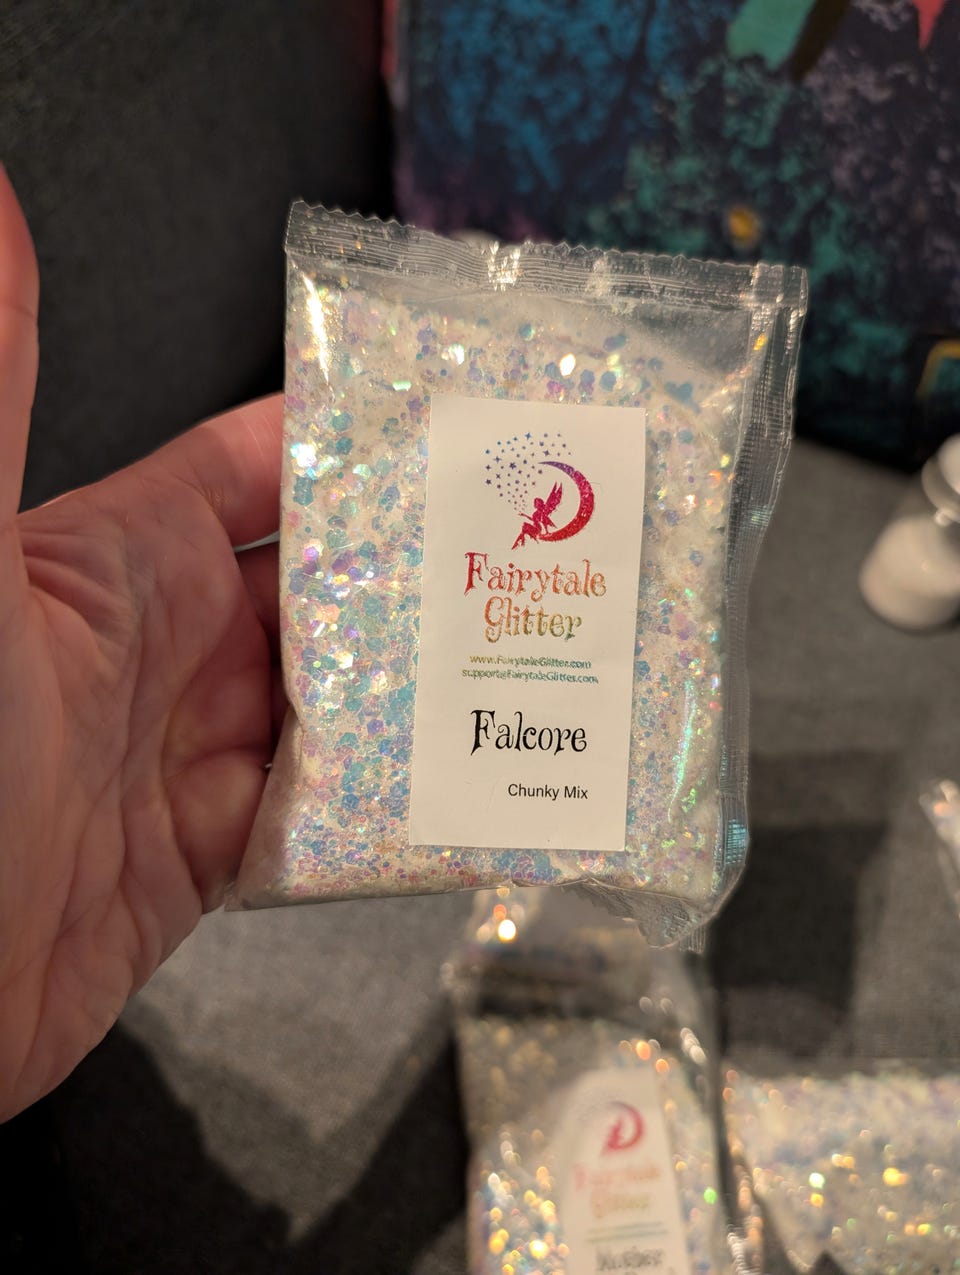 Fairytale
Glitter
www.FairytaleGlitter.com
support@FairytaleGlitter.com
Falcore
Chunky Mix
Fairytale
Glitter